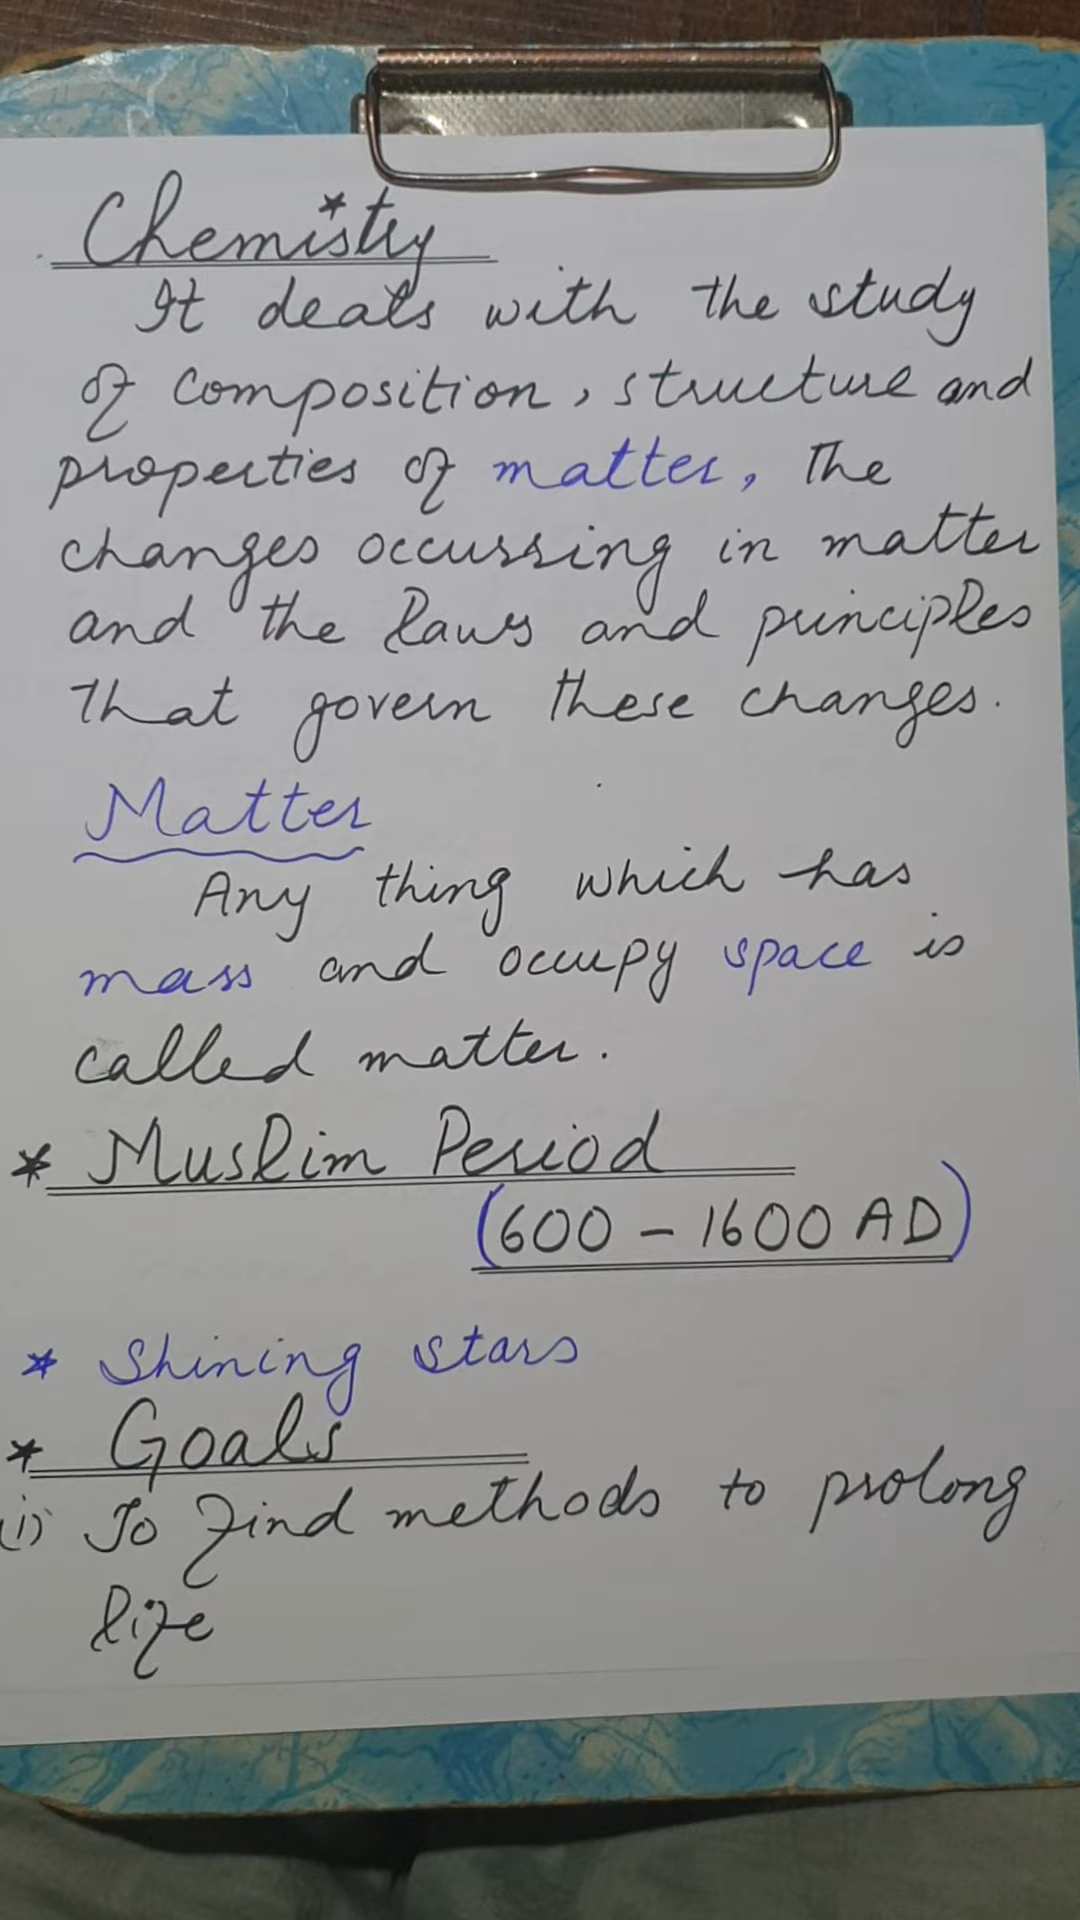 Chemistry
It deals with the study
of composition, structure and
properties of matter, The
changes occurring in matter
and the laws and principles
That govern these changes.
Matter
Any thing which has
mass and occupy space is
called matter.
* Muslim Period
(600 – 1600 AD)
* Shining stars
* Goals
(i) To find methods to prolong
life